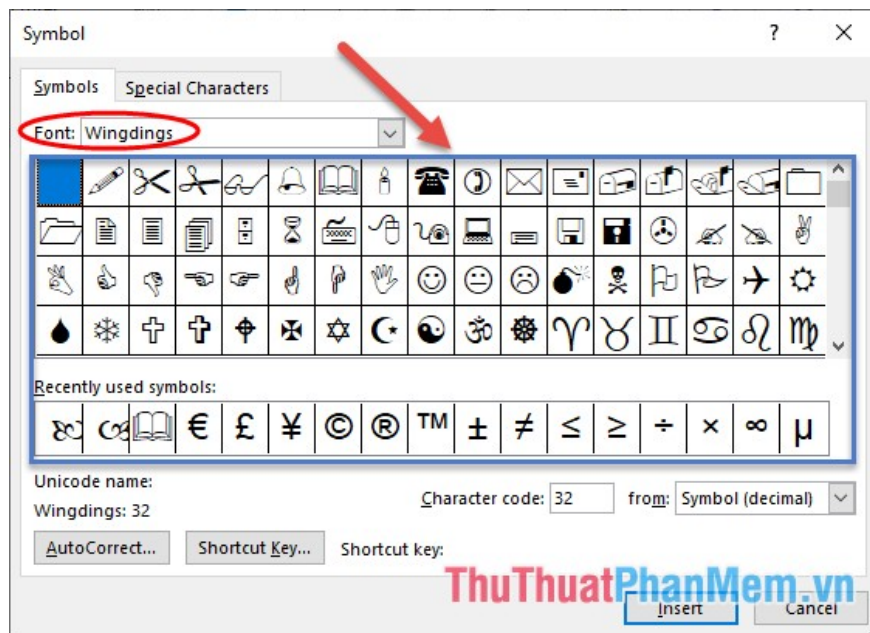 Symbol ?
Symbols Special Characters
Font: Wingdings
Recently used symbols:
€ £ ¥ © ® ™ ± ≠ ≤ ≥ ÷ × ∞ µ
Unicode name:
Wingdings: 32
Character code: 32 from: Symbol (decimal)
AutoCorrect... Shortcut Key... Shortcut key:
ThuThuatPhanMem.vn
Insert Cancel